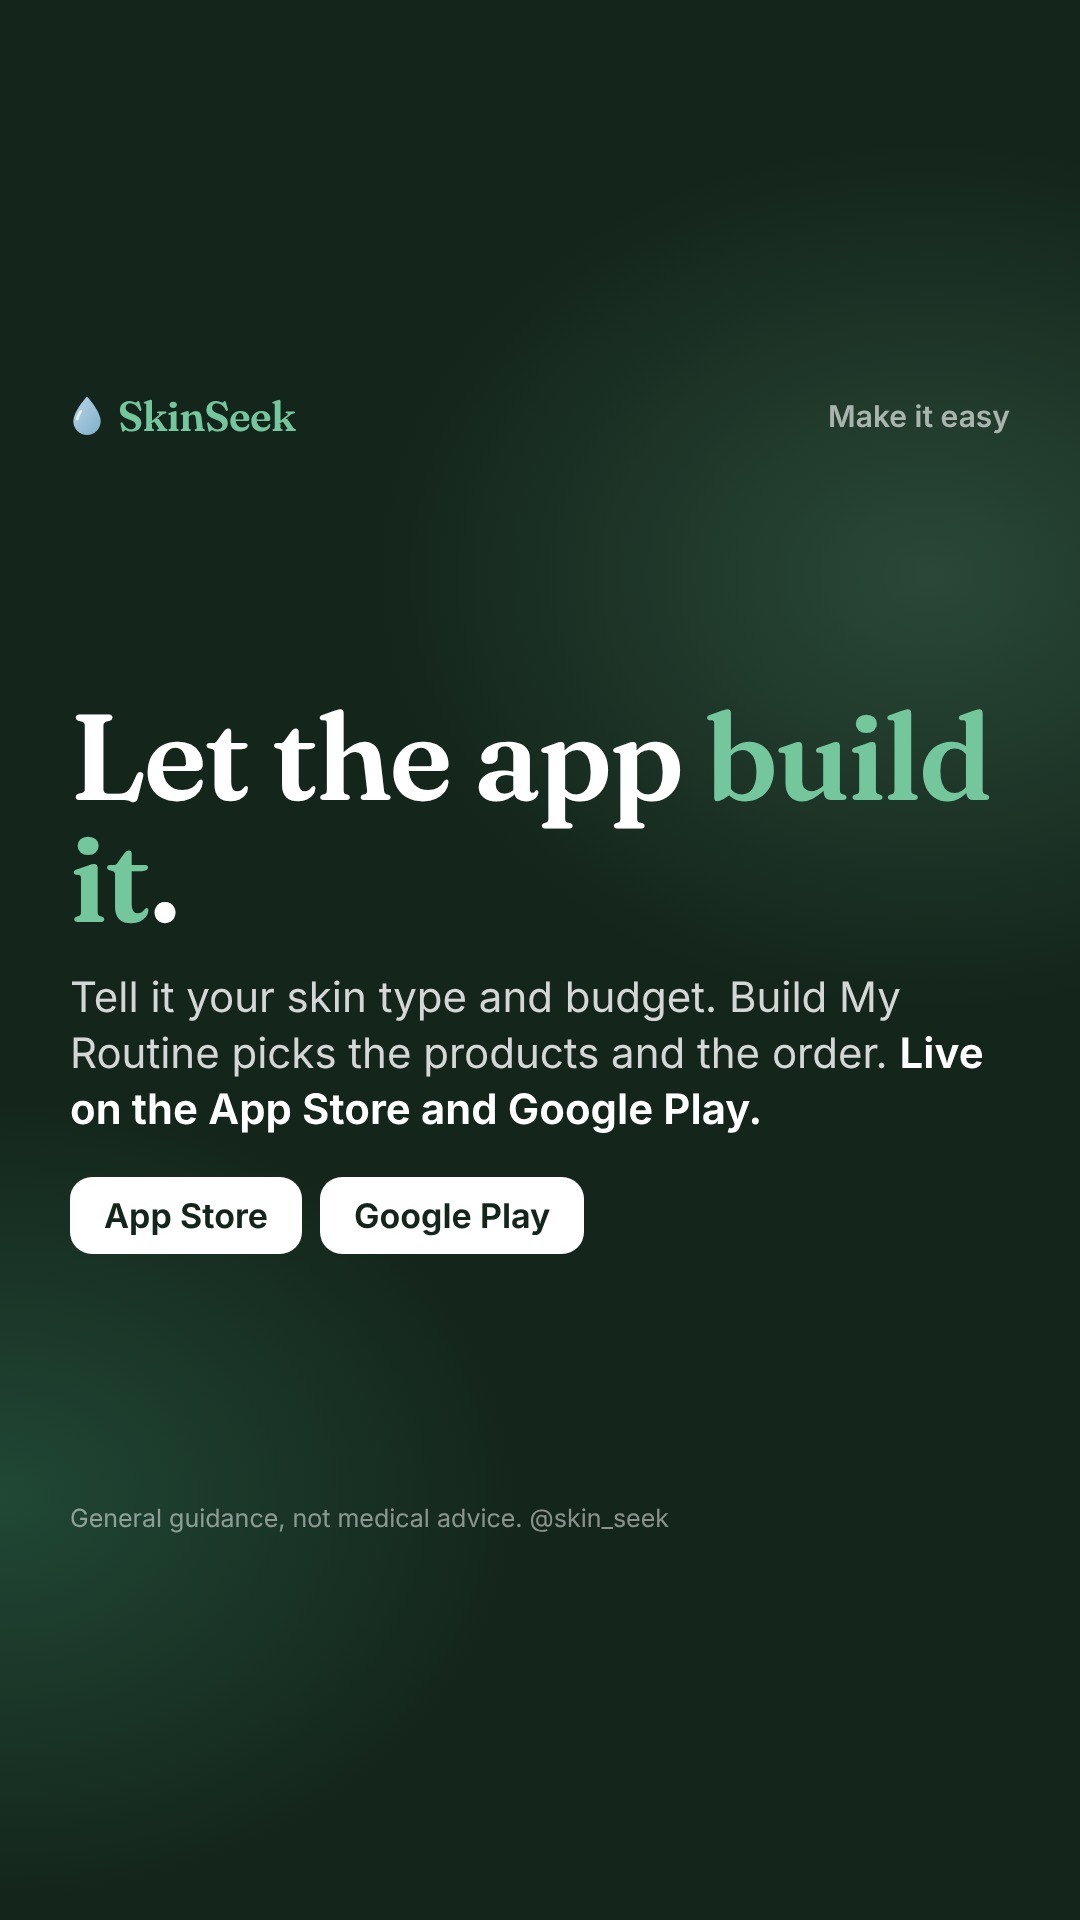 SkinSeek
Make it easy
Let the app build
it.
Tell it your skin type and budget. Build My
Routine picks the products and the order. Live
on the App Store and Google Play.
App Store
Google Play
General guidance, not medical advice. @skin_seek